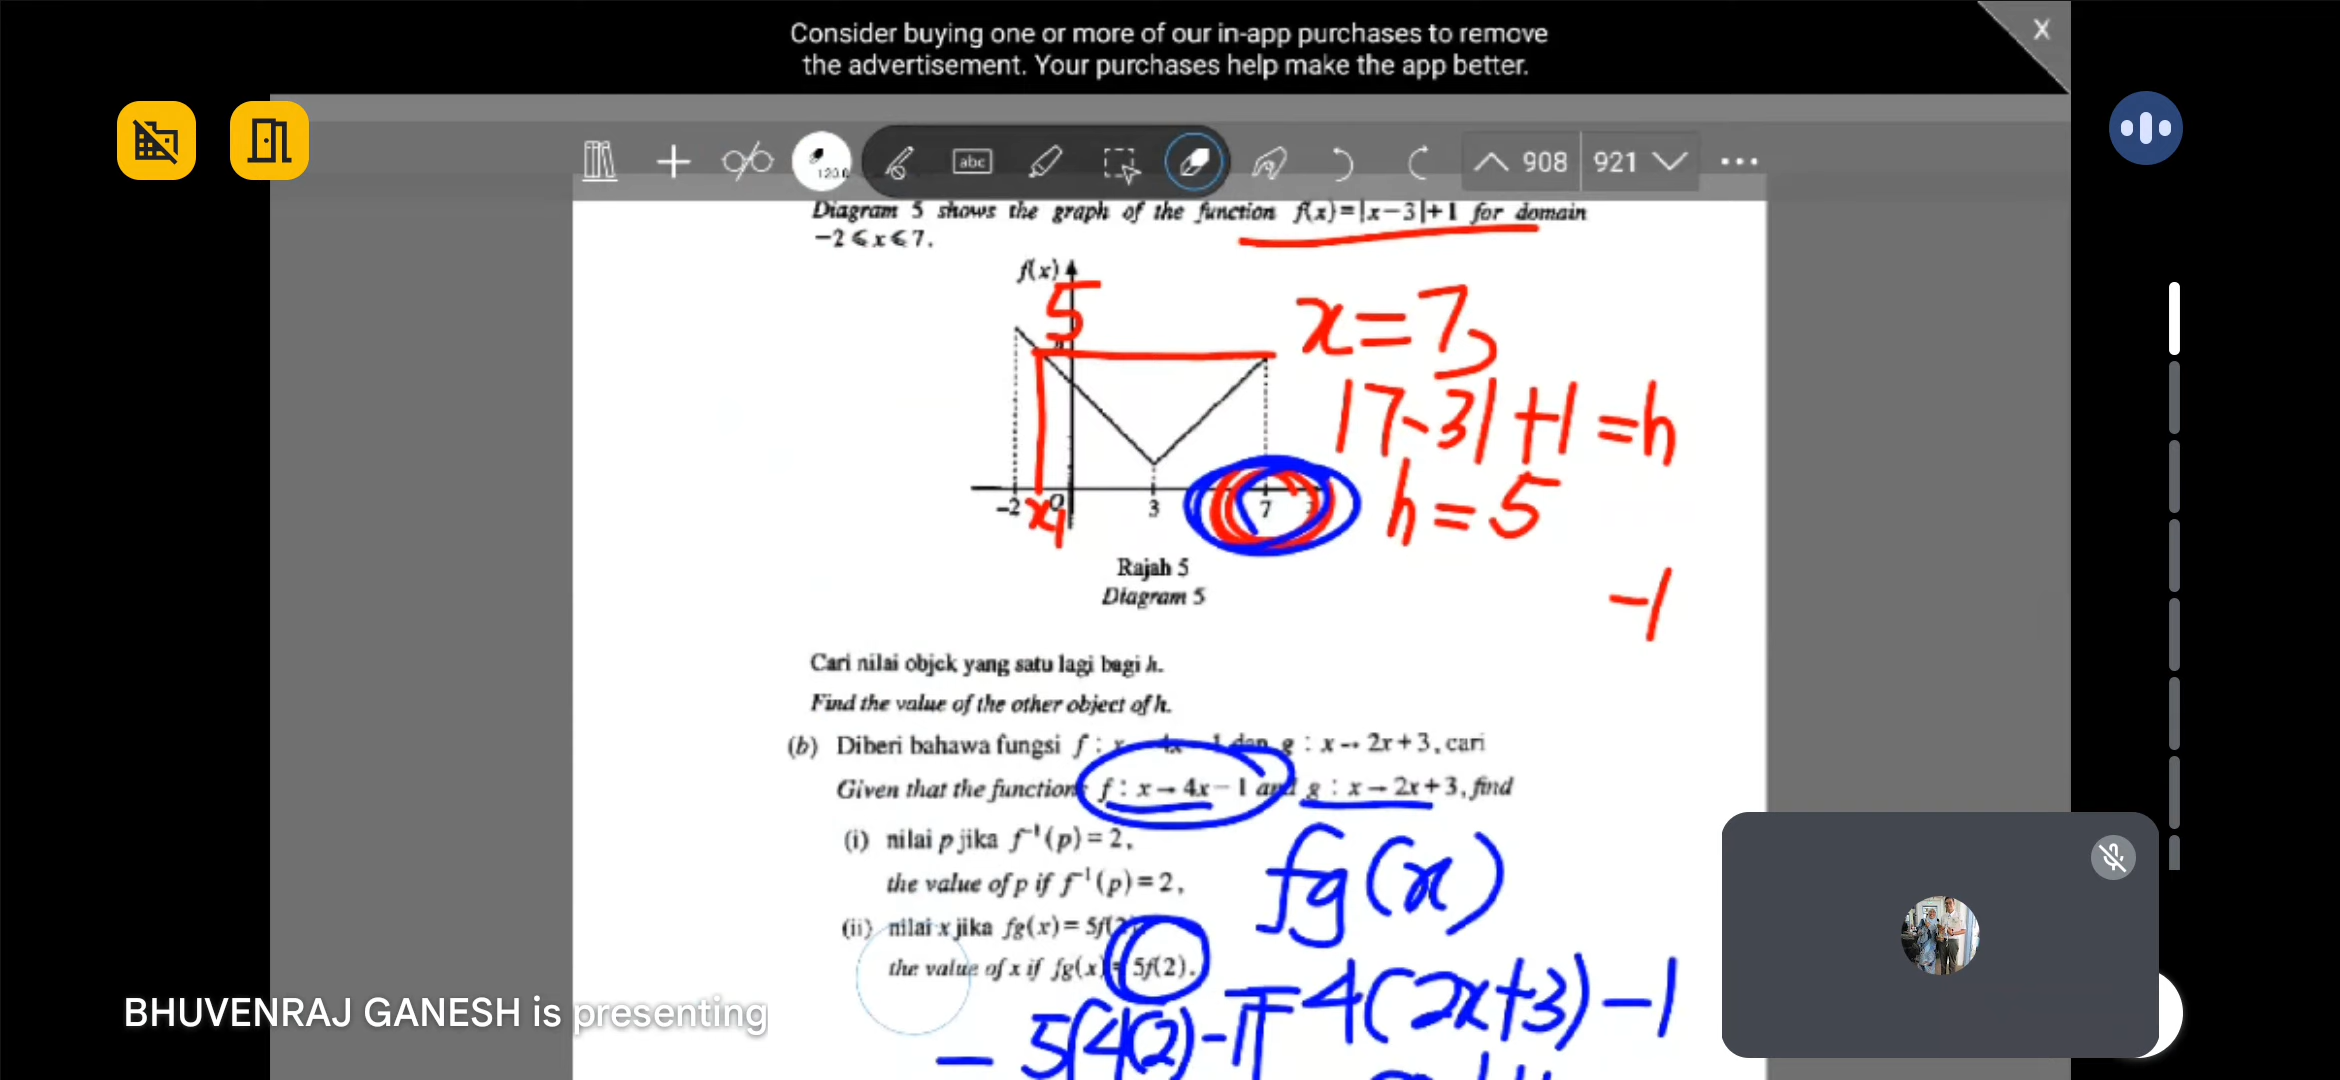 Consider buying one or more of our in-app purchases to remove
the advertisement. Your purchases help make the app better.
X
120.0
abc
908
921
Diagram 5 shows the graph of the function f(x)=|x-3|+1 for domain
-2⩽x⩽7.
f(x)
5
x=7,
|7-3|+1=h
h=5
-2
x1
O
3
7
-1
Rajah 5
Diagram 5
Cari nilai objek yang satu lagi bagi h.
Find the value of the other object of h.
(b) Diberi bahawa fungsi f : x → 4x - 1 dan g : x → 2x+3, cari
Given that the function f : x → 4x - 1 and g : x → 2x+3, find
(i) nilai p jika f⁻¹(p) = 2,
the value of p if f⁻¹(p) = 2,
fg(x)
(ii) nilai x jika fg(x) = 5f(2
the value of x if fg(x) = 5f(2).
=4(2x+3)-1
BHUVENRAJ GANESH is presenting